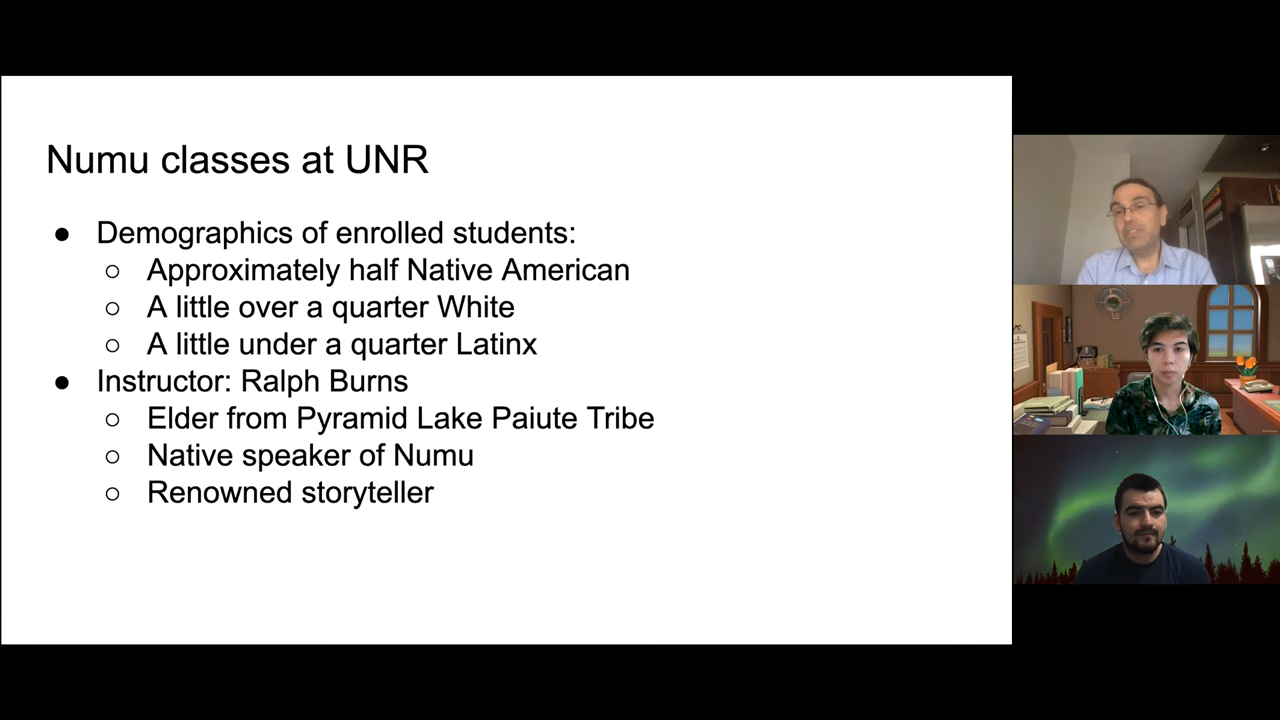 Numu classes at UNR
● Demographics of enrolled students:
○ Approximately half Native American
○ A little over a quarter White
○ A little under a quarter Latinx
● Instructor: Ralph Burns
○ Elder from Pyramid Lake Paiute Tribe
○ Native speaker of Numu
○ Renowned storyteller